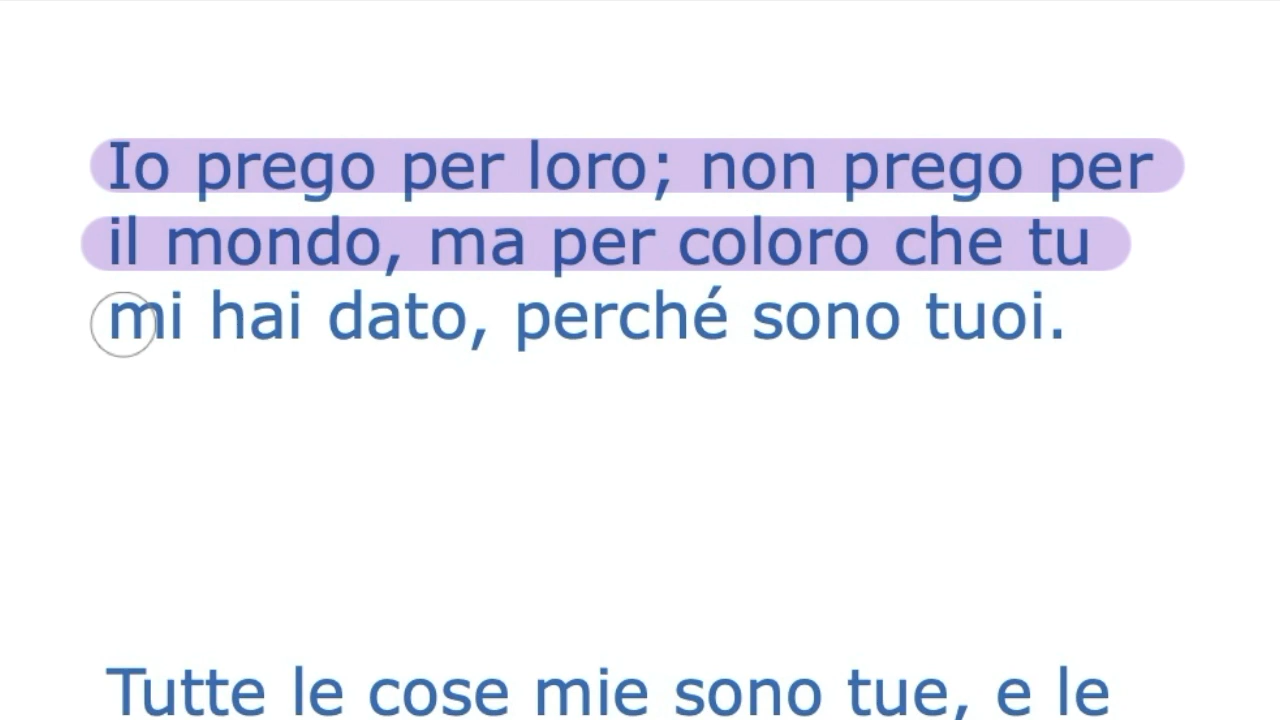 Io prego per loro; non prego per
il mondo, ma per coloro che tu
mi hai dato, perché sono tuoi.
Tutte le cose mie sono tue, e le